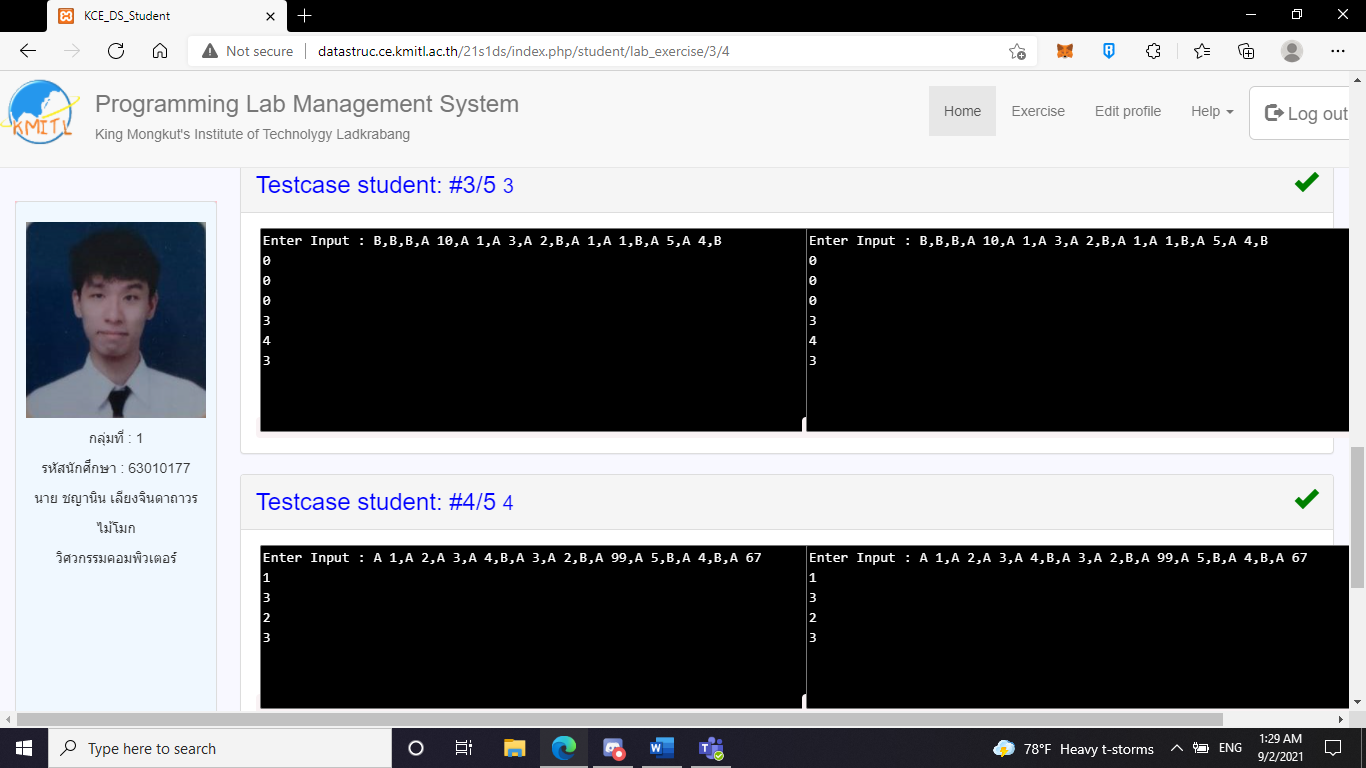 KCE_DS_Student
Not secure
datastruc.ce.kmitl.ac.th/21s1ds/index.php/student/lab_exercise/3/4
KMITL
Programming Lab Management System
King Mongkut's Institute of Technolygy Ladkrabang
Home
Exercise
Edit profile
Help
Log out
กลุ่มที่ : 1
รหัสนักศึกษา : 63010177
นาย ชญานิน เลียงจินดาถาวร
ไม้โมก
วิศวกรรมคอมพิวเตอร์
Testcase student: #3/5 3
Enter Input : B,B,B,A 10,A 1,A 3,A 2,B,A 1,A 1,B,A 5,A 4,B
0
0
0
3
4
3
Enter Input : B,B,B,A 10,A 1,A 3,A 2,B,A 1,A 1,B,A 5,A 4,B
0
0
0
3
4
3
Testcase student: #4/5 4
Enter Input : A 1,A 2,A 3,A 4,B,A 3,A 2,B,A 99,A 5,B,A 4,B,A 67
1
3
2
3
Enter Input : A 1,A 2,A 3,A 4,B,A 3,A 2,B,A 99,A 5,B,A 4,B,A 67
1
3
2
3
Type here to search
78°F Heavy t-storms
ENG
1:29 AM
9/2/2021